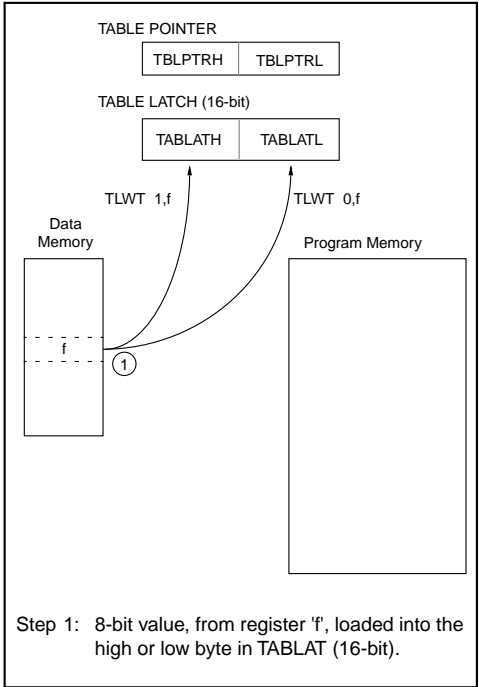 TABLE POINTER
TBLPTRH TBLPTRL
TABLE LATCH (16-bit)
TABLATH TABLATL
TLWT 1,f TLWT 0,f
Data
Memory
Program Memory
f
1
Step 1: 8-bit value, from register 'f', loaded into the
high or low byte in TABLAT (16-bit).